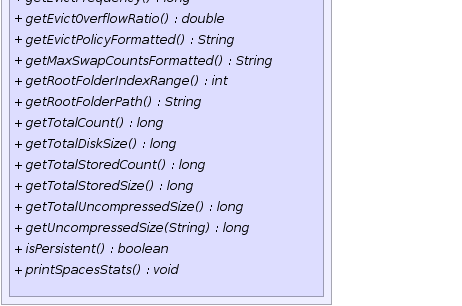 + getEvictFrequency() : long
+ getEvictOverflowRatio() : double
+ getEvictPolicyFormatted() : String
+ getMaxSwapCountsFormatted() : String
+ getRootFolderIndexRange() : int
+ getRootFolderPath() : String
+ getTotalCount() : long
+ getTotalDiskSize() : long
+ getTotalStoredCount() : long
+ getTotalStoredSize() : long
+ getTotalUncompressedSize() : long
+ getUncompressedSize(String) : long
+ isPersistent() : boolean
+ printSpacesStats() : void